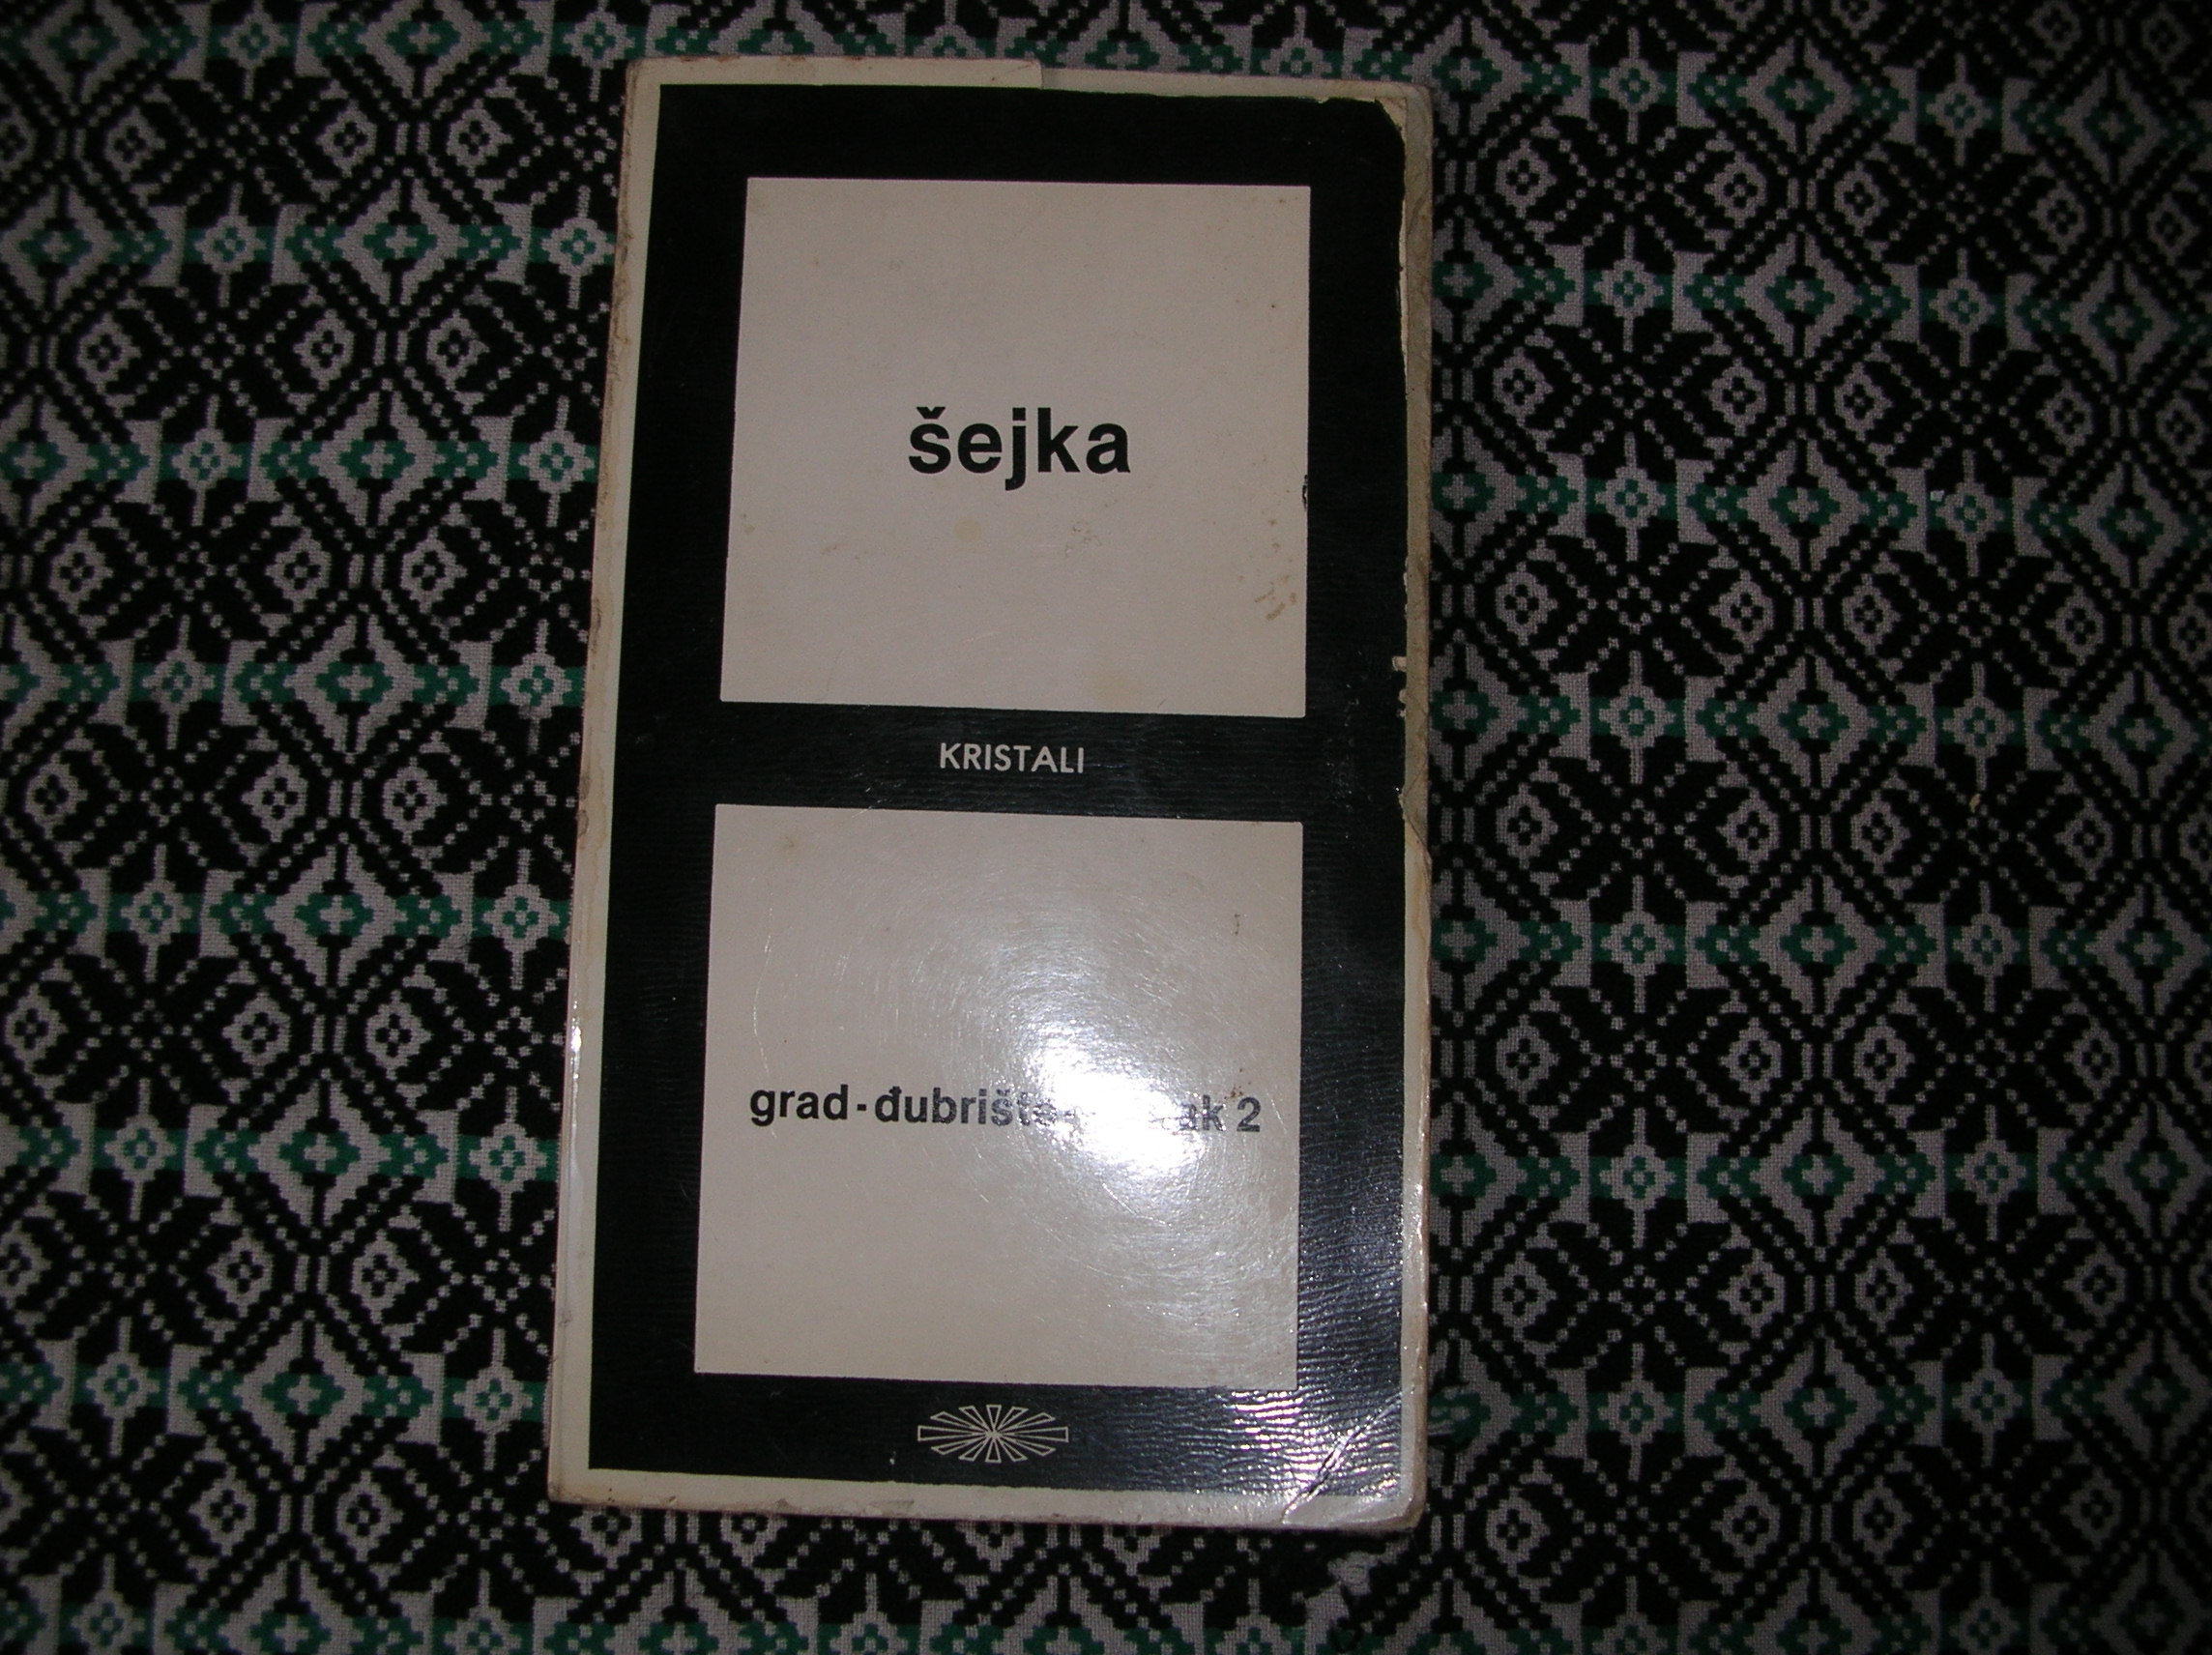 šejka
KRISTALI
grad - đubrište - 2